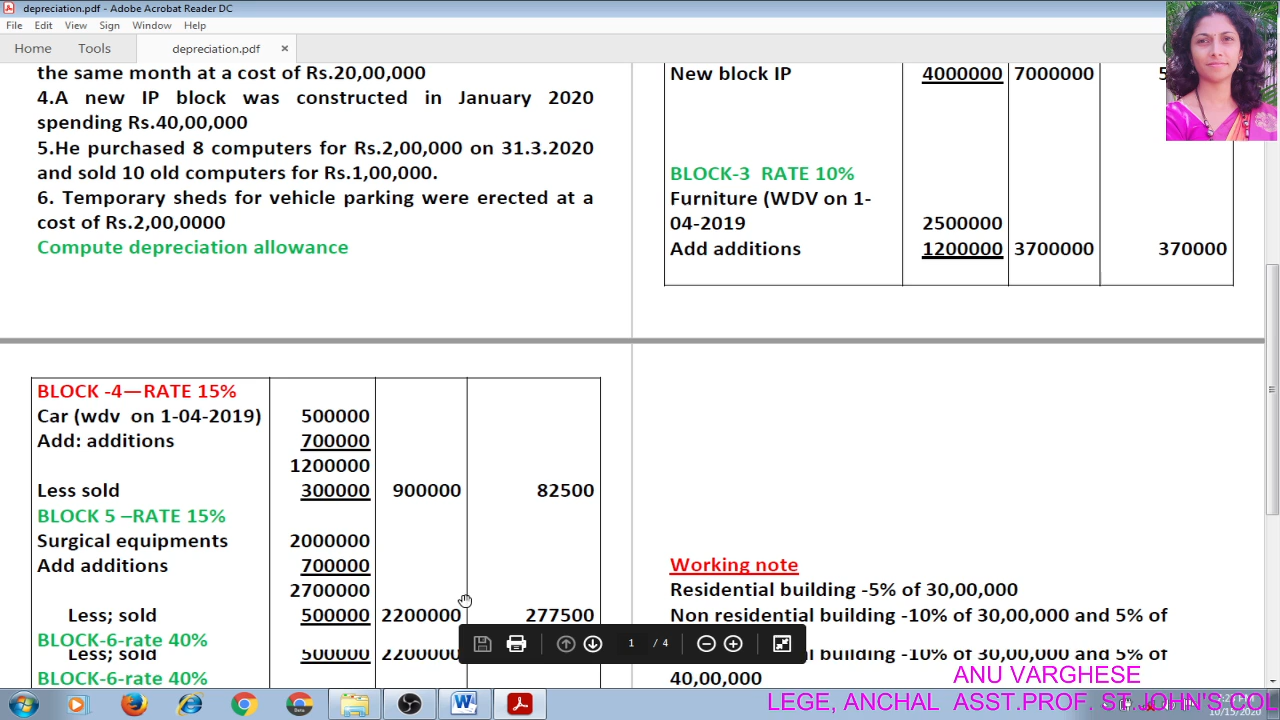 depreciation.pdf - Adobe Acrobat Reader DC
File Edit View Sign Window Help
Home Tools depreciation.pdf ×
the same month at a cost of Rs.20,00,000
4.A new IP block was constructed in January 2020
spending Rs.40,00,000
5.He purchased 8 computers for Rs.2,00,000 on 31.3.2020
and sold 10 old computers for Rs.1,00,000.
6. Temporary sheds for vehicle parking were erected at a
cost of Rs.2,00,0000
Compute depreciation allowance
New block IP 4000000 7000000 5
BLOCK-3 RATE 10%
Furniture (WDV on 1-
04-2019 2500000
Add additions 1200000 3700000 370000
BLOCK -4—RATE 15%
Car (wdv on 1-04-2019) 500000
Add: additions 700000
1200000
Less sold 300000 900000 82500
BLOCK 5 –RATE 15%
Surgical equipments 2000000
Add additions 700000
2700000
Less; sold 500000 2200000 277500
BLOCK-6-rate 40%
Less; sold 500000 2200000
BLOCK-6-rate 40%
Working note
Residential building -5% of 30,00,000
Non residential building -10% of 30,00,000 and 5% of
building -10% of 30,00,000 and 5% of
40,00,000
1 / 4
ANU VARGHESE
LEGE, ANCHAL ASST.PROF. ST.JOHN'S COL
10/15/2020